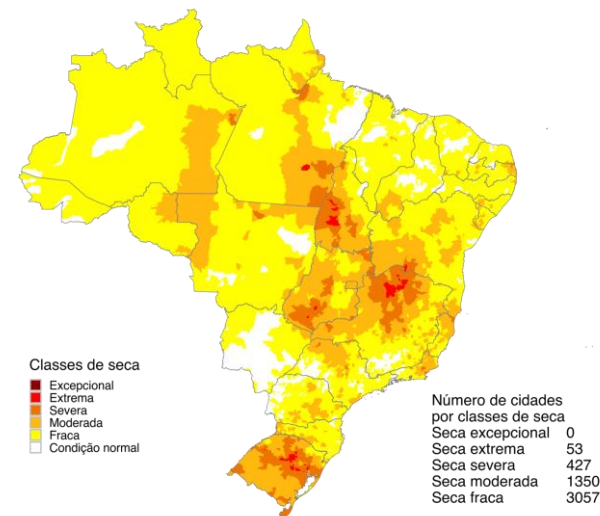 Classes de seca
Excepcional
Extrema
Severa
Moderada
Fraca
Condição normal
Número de cidades
por classes de seca
Seca excepcional 0
Seca extrema 53
Seca severa 427
Seca moderada 1350
Seca fraca 3057